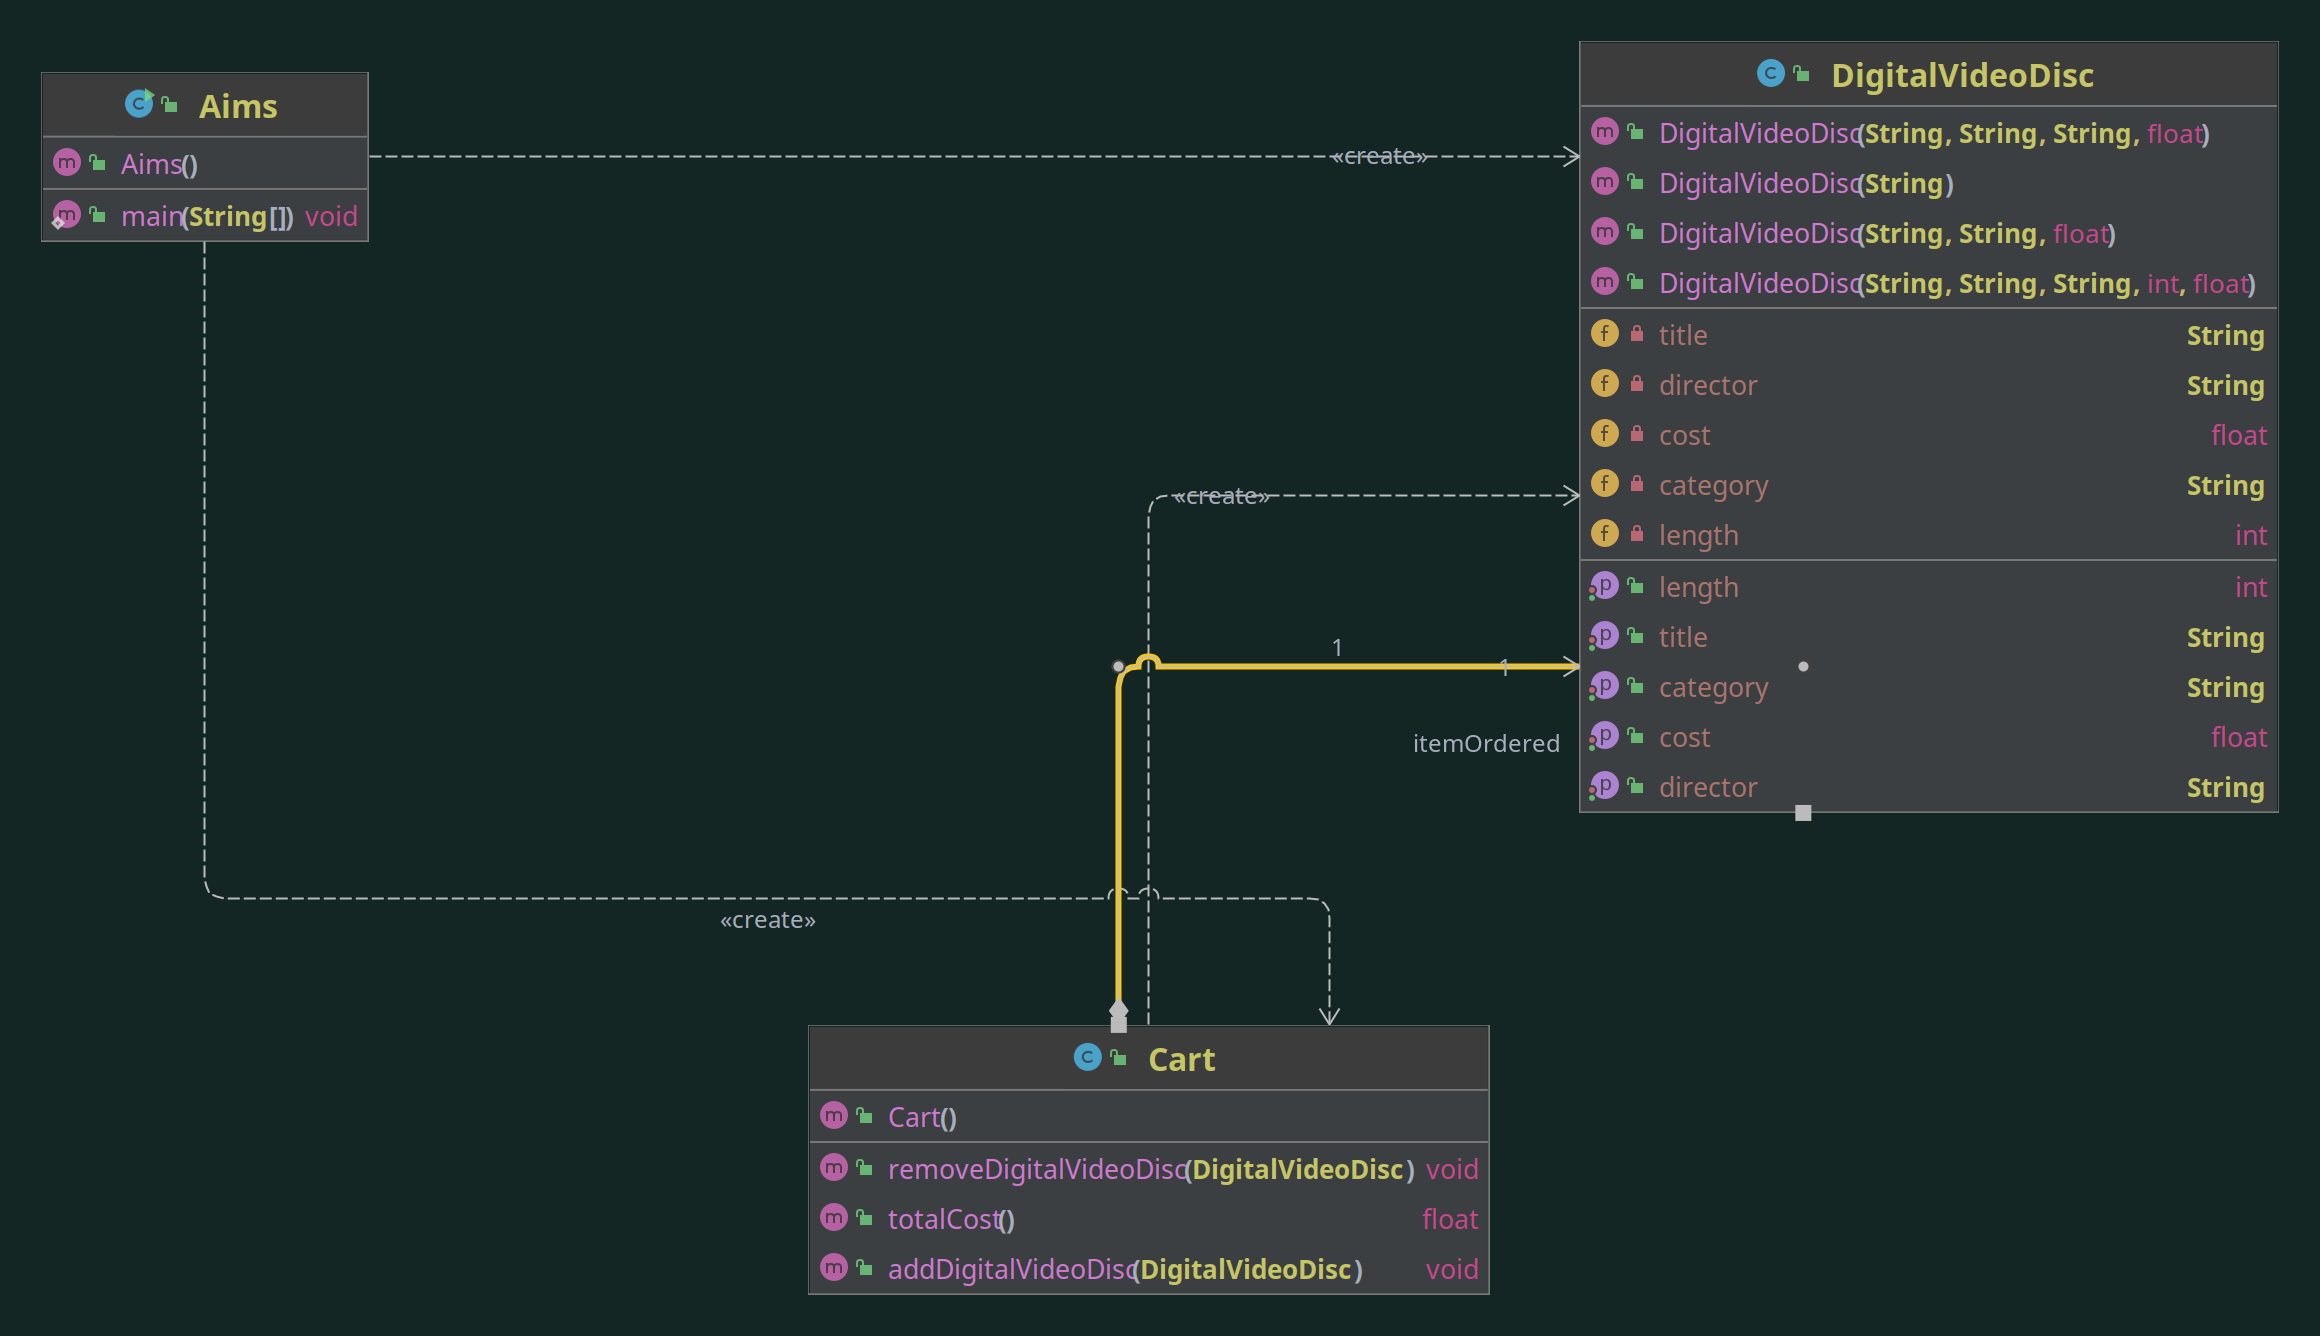 Aims
Aims()
main(String[]) void
«create»
DigitalVideoDisc
DigitalVideoDisc(String, String, String, float)
DigitalVideoDisc(String)
DigitalVideoDisc(String, String, float)
DigitalVideoDisc(String, String, String, int, float)
title String
director String
cost float
category String
length int
length int
title String
category String
cost float
director String
«create»
1
1
itemOrdered
«create»
Cart
Cart()
removeDigitalVideoDisc(DigitalVideoDisc) void
totalCost() float
addDigitalVideoDisc(DigitalVideoDisc) void